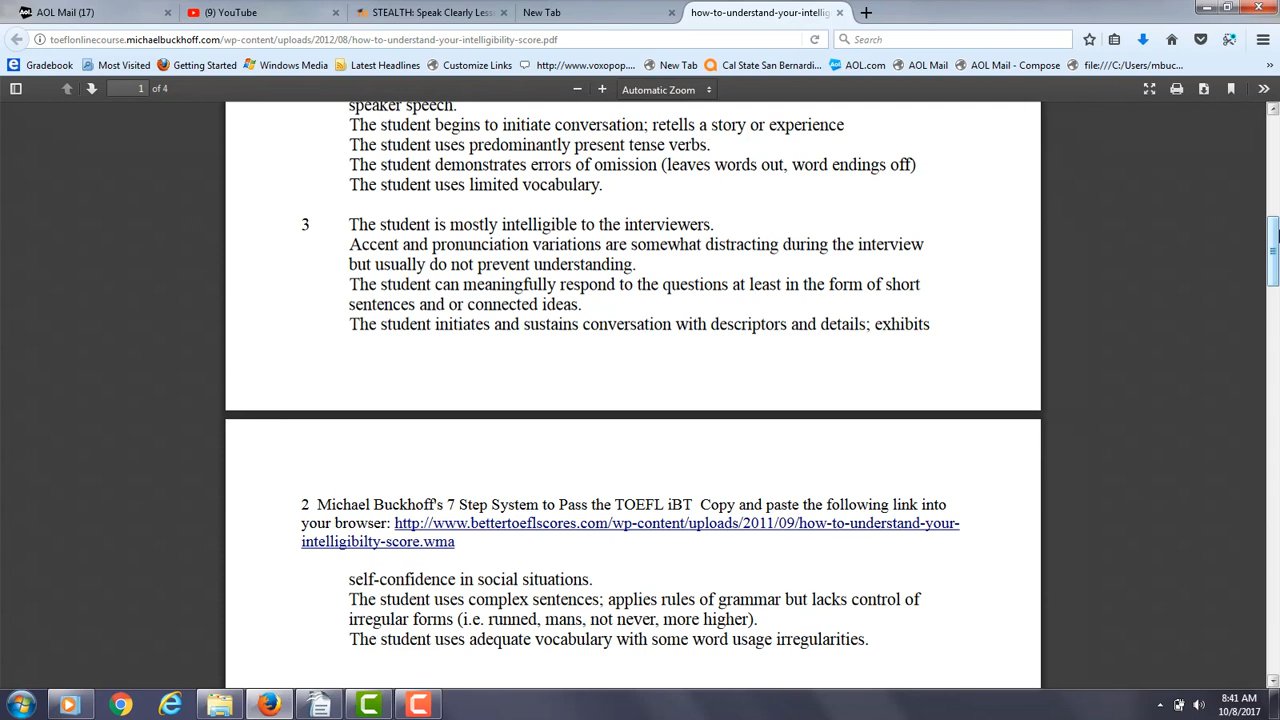 AOL Mail (17)
(9) YouTube
STEALTH: Speak Clearly Less
New Tab
how-to-understand-your-intellig
toeflonlinecourse.michaelbuckhoff.com/wp-content/uploads/2012/08/how-to-understand-your-intelligibility-score.pdf
Search
Gradebook
Most Visited
Getting Started
Windows Media
Latest Headlines
Customize Links
http://www.voxopop....
New Tab
Cal State San Bernardi...
AOL.com
AOL Mail
AOL Mail - Compose
file:///C:/Users/mbuc...
1 of 4
Automatic Zoom
speaker speech.
The student begins to initiate conversation; retells a story or experience
The student uses predominantly present tense verbs.
The student demonstrates errors of omission (leaves words out, word endings off)
The student uses limited vocabulary.
3 The student is mostly intelligible to the interviewers.
Accent and pronunciation variations are somewhat distracting during the interview
but usually do not prevent understanding.
The student can meaningfully respond to the questions at least in the form of short
sentences and or connected ideas.
The student initiates and sustains conversation with descriptors and details; exhibits
2 Michael Buckhoff's 7 Step System to Pass the TOEFL iBT Copy and paste the following link into
your browser: http://www.bettertoeflscores.com/wp-content/uploads/2011/09/how-to-understand-your-
intelligibilty-score.wma
self-confidence in social situations.
The student uses complex sentences; applies rules of grammar but lacks control of
irregular forms (i.e. runned, mans, not never, more higher).
The student uses adequate vocabulary with some word usage irregularities.
8:41 AM
10/8/2017